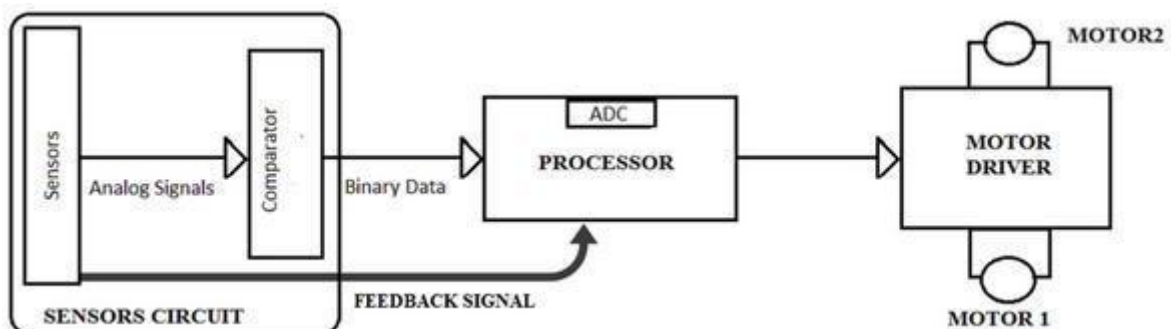 Sensors
Analog Signals
Comparator
Binary Data
ADC
PROCESSOR
MOTOR2
MOTOR
DRIVER
MOTOR 1
FEEDBACK SIGNAL
SENSORS CIRCUIT